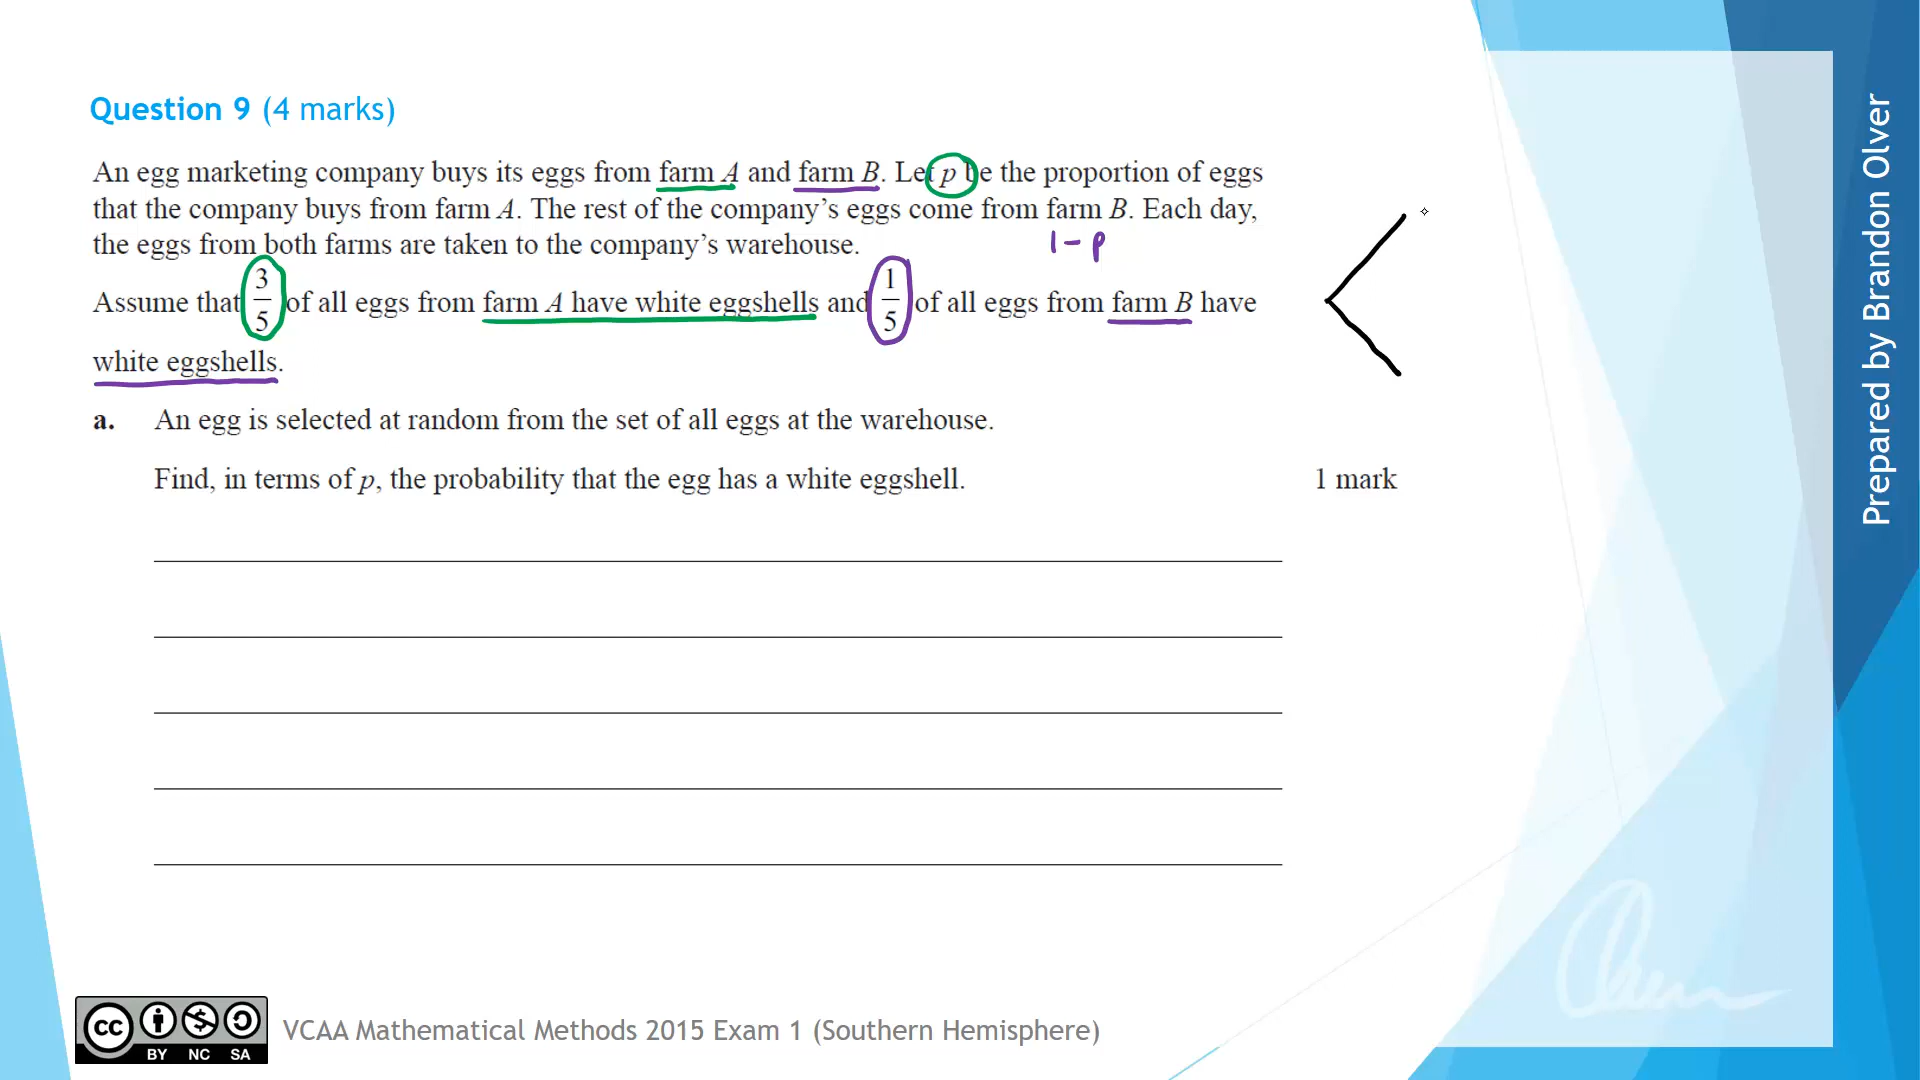 Question 9 (4 marks)
An egg marketing company buys its eggs from farm A and farm B. Let p be the proportion of eggs
that the company buys from farm A. The rest of the company's eggs come from farm B. Each day,
the eggs from both farms are taken to the company's warehouse.
1 - p
Assume that 3/5 of all eggs from farm A have white eggshells and 1/5 of all eggs from farm B have
white eggshells.
a. An egg is selected at random from the set of all eggs at the warehouse.
Find, in terms of p, the probability that the egg has a white eggshell. 1 mark
Prepared by Brandon Olver
cc BY NC SA
VCAA Mathematical Methods 2015 Exam 1 (Southern Hemisphere)